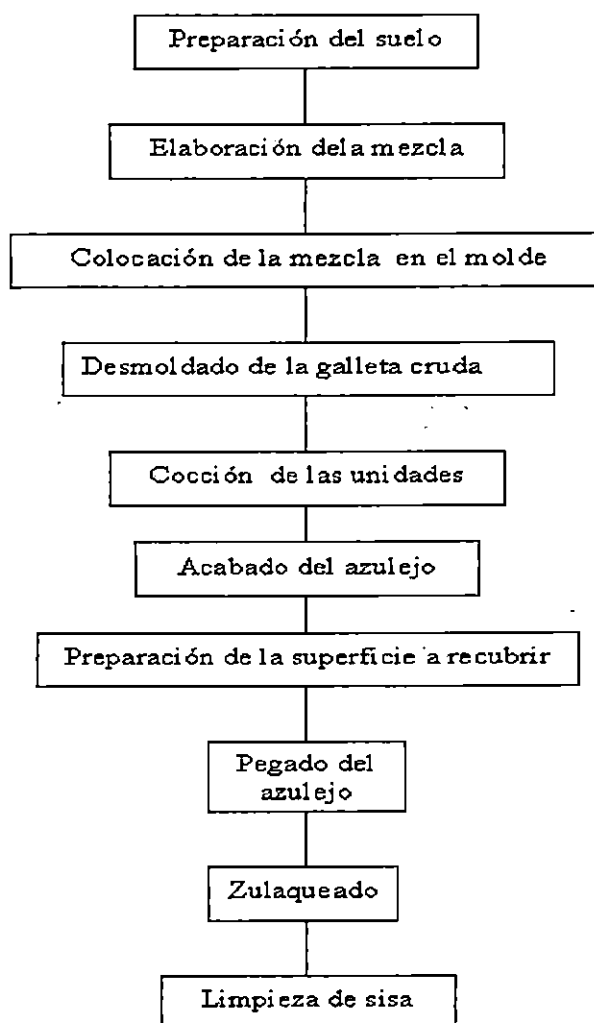 Preparación del suelo
Elaboración dela mezcla
Colocación de la mezcla en el molde
Desmoldado de la galleta cruda
Cocción de las unidades
Acabado del azulejo
Preparación de la superficie a recubrir
Pegado del
azulejo
Zulaqueado
Limpieza de sisa